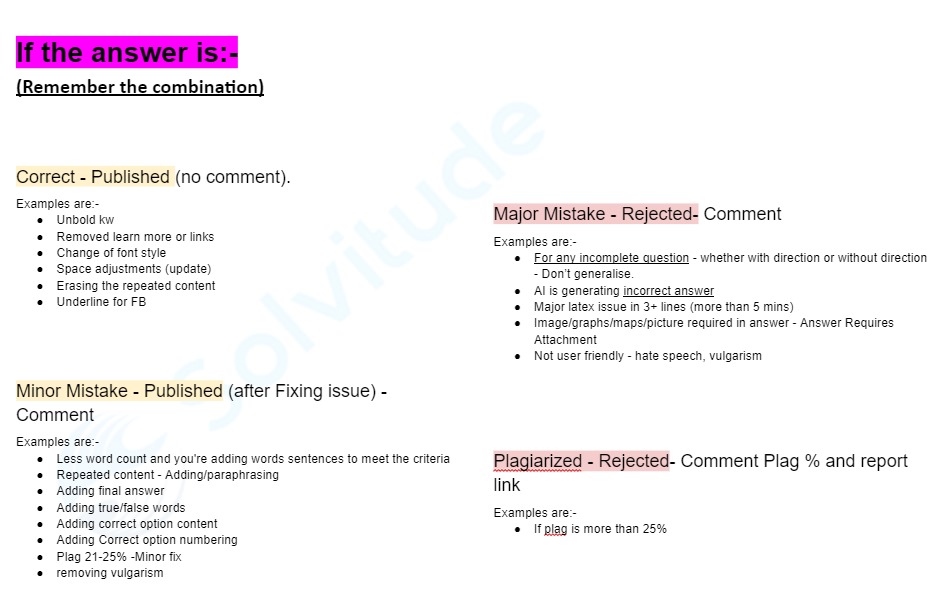 If the answer is:-
(Remember the combination)
Correct - Published (no comment).
Examples are:-
● Unbold kw
● Removed learn more or links
● Change of font style
● Space adjustments (update)
● Erasing the repeated content
● Underline for FB
Minor Mistake - Published (after Fixing issue) -
Comment
Examples are:-
● Less word count and you're adding words sentences to meet the criteria
● Repeated content - Adding/paraphrasing
● Adding final answer
● Adding true/false words
● Adding correct option content
● Adding Correct option numbering
● Plag 21-25% -Minor fix
● removing vulgarism
Major Mistake - Rejected- Comment
Examples are:-
● For any incomplete question - whether with direction or without direction
- Don't generalise.
● AI is generating incorrect answer
● Major latex issue in 3+ lines (more than 5 mins)
● Image/graphs/maps/picture required in answer - Answer Requires
Attachment
● Not user friendly - hate speech, vulgarism
Plagiarized - Rejected- Comment Plag % and report
link
Examples are:-
● If plag is more than 25%
Solvitude